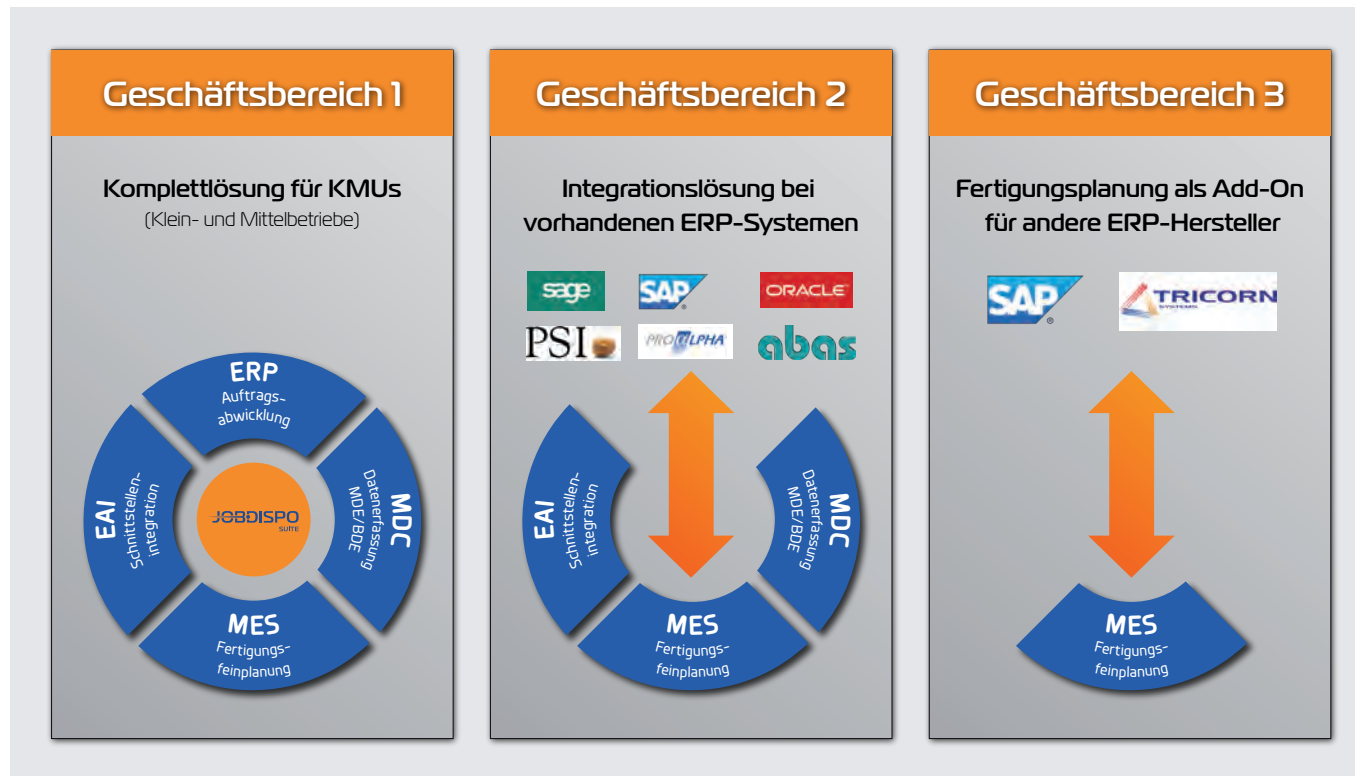 Geschäftsbereich 1
Komplettlösung für KMUs
(Klein- und Mittelbetriebe)
ERP
Auftrags-
abwicklung
EAI
Schnittstellen-
integration
JOBDISPO
SUITE
MDC
Datenerfassung
MDE/BDE
MES
Fertigungs-
feinplanung
Geschäftsbereich 2
Integrationslösung bei
vorhandenen ERP-Systemen
sage
SAP
ORACLE
PSI
PROALPHA
abas
EAI
Schnittstellen-
integration
MDC
Datenerfassung
MDE/BDE
MES
Fertigungs-
feinplanung
Geschäftsbereich 3
Fertigungsplanung als Add-On
für andere ERP-Hersteller
SAP
TRICORN
SYSTEMS
MES
Fertigungs-
feinplanung